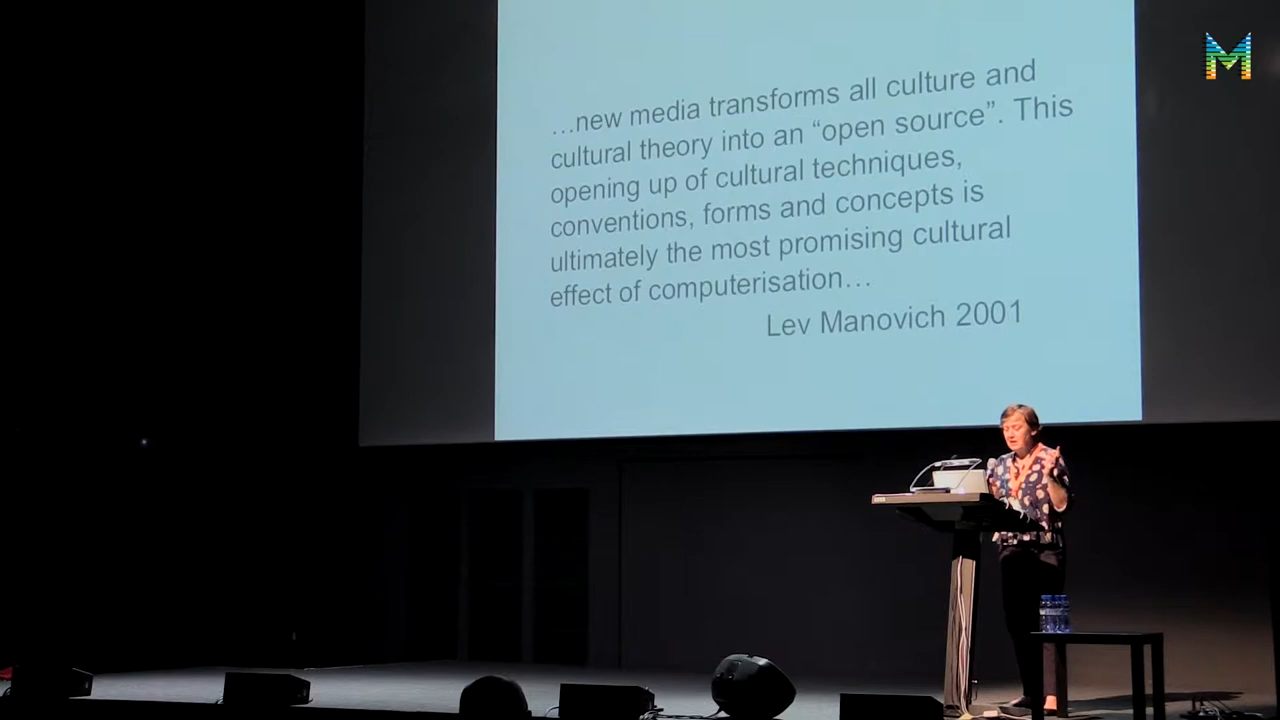 …new media transforms all culture and
cultural theory into an “open source”. This
opening up of cultural techniques,
conventions, forms and concepts is
ultimately the most promising cultural
effect of computerisation…
Lev Manovich 2001
M